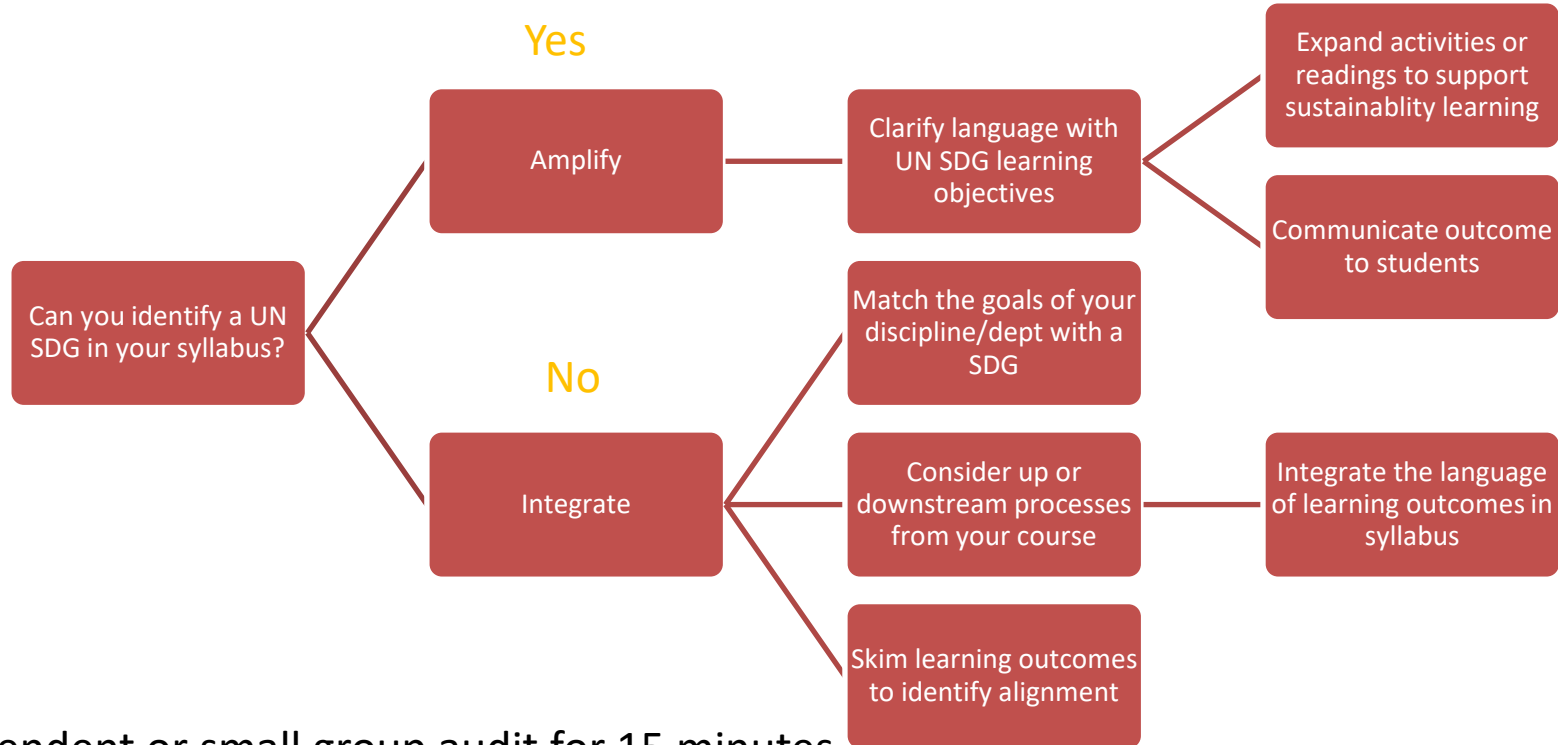 Yes
Expand activities or
readings to support
sustainablity learning
Amplify
Clarify language with
UN SDG learning
objectives
Communicate outcome
to students
Can you identify a UN
SDG in your syllabus?
No
Match the goals of your
discipline/dept with a
SDG
Integrate
Consider up or
downstream processes
from your course
Integrate the language
of learning outcomes in
syllabus
Skim learning outcomes
to identify alignment
or small group audit for 15 minutes